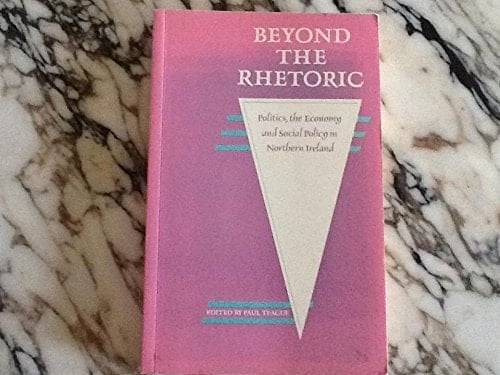 BEYOND
THE
RHETORIC
Politics, the Economy
and Social Policy in
Northern Ireland
EDITED BY PAUL TEAGUE